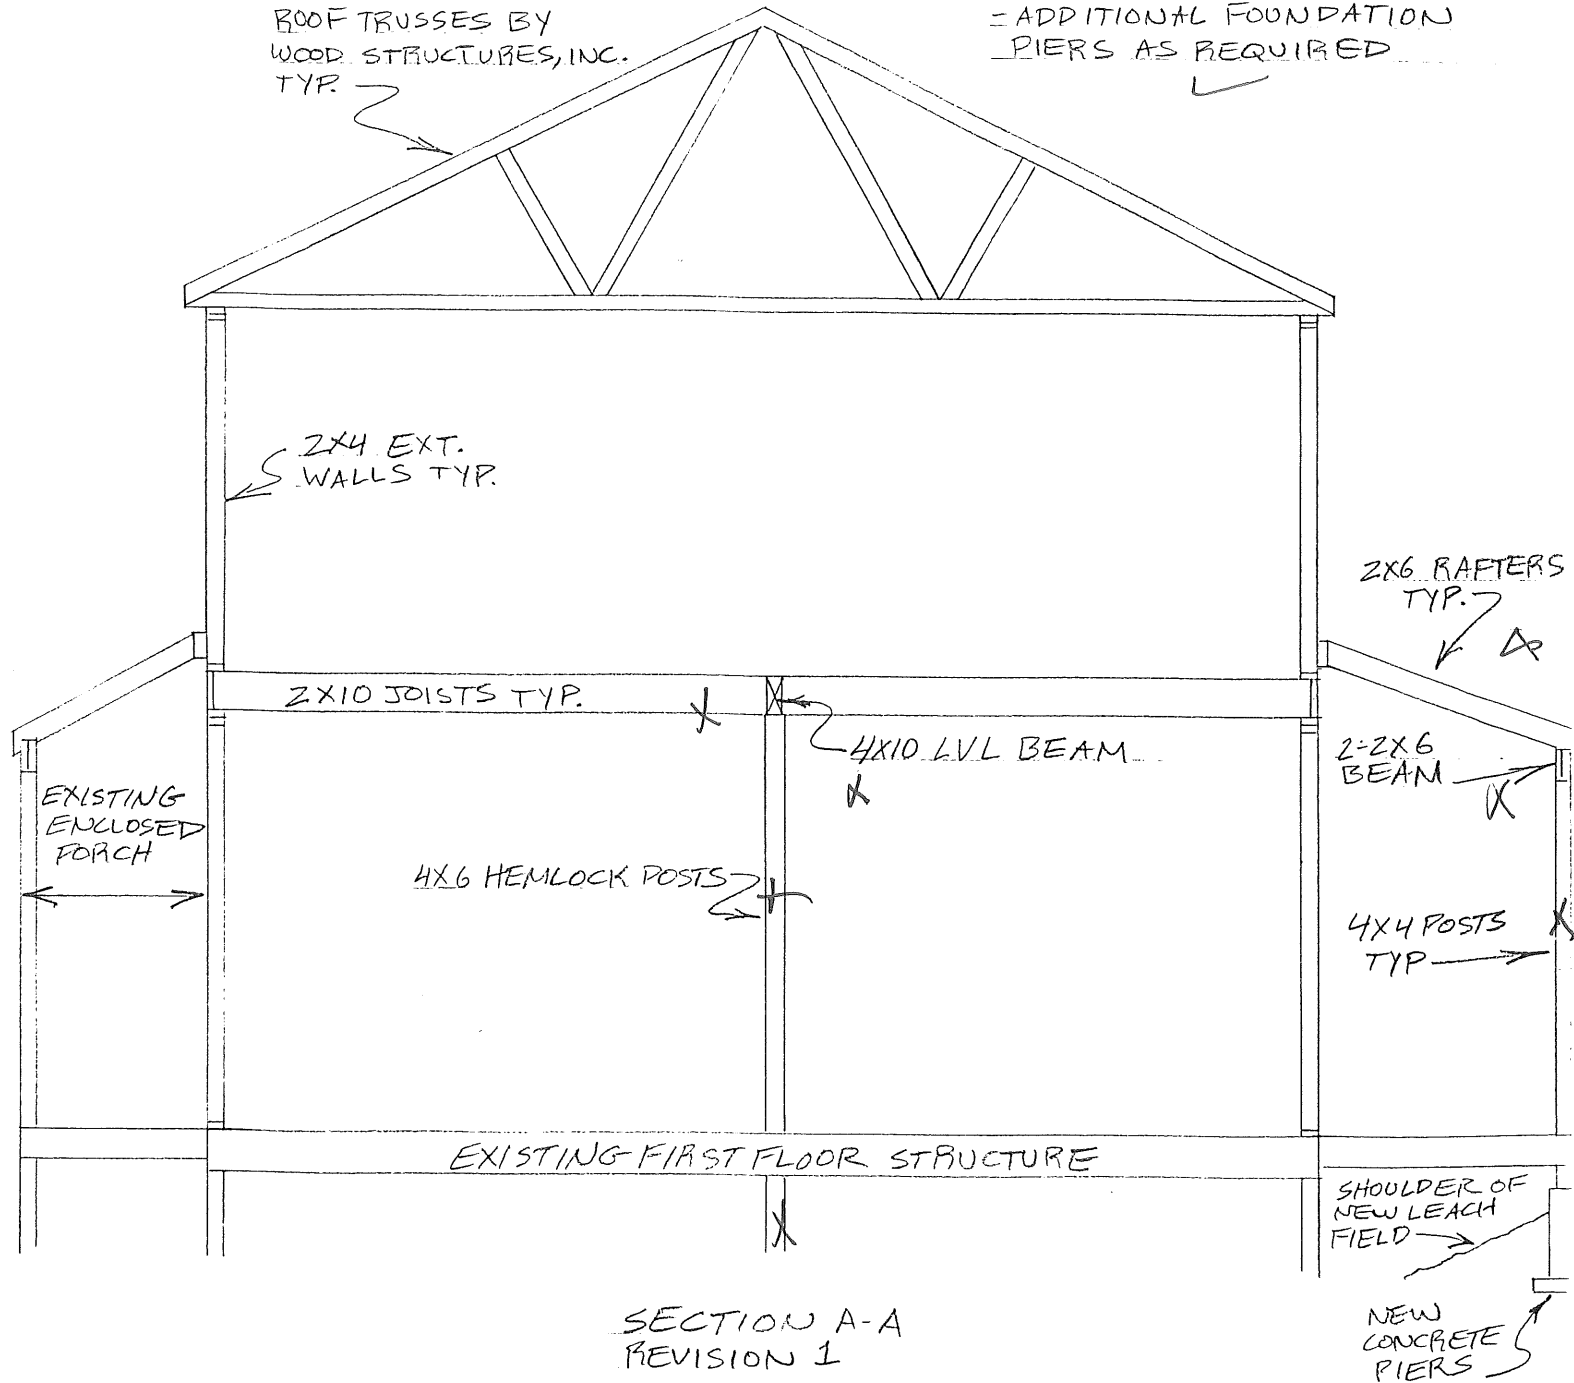 ROOF TRUSSES BY
WOOD STRUCTURES, INC.
TYP.
- ADDITIONAL FOUNDATION
PIERS AS REQUIRED
2X4 EXT.
WALLS TYP.
2X6 RAFTERS
TYP.
2X10 JOISTS TYP.
4X10 LVL BEAM
2-2X6
BEAM
EXISTING
ENCLOSED
PORCH
4X6 HEMLOCK POSTS
4X4 POSTS
TYP
EXISTING FIRST FLOOR STRUCTURE
SHOULDER OF
NEW LEACH
FIELD
NEW
CONCRETE
PIERS
SECTION A-A
REVISION 1